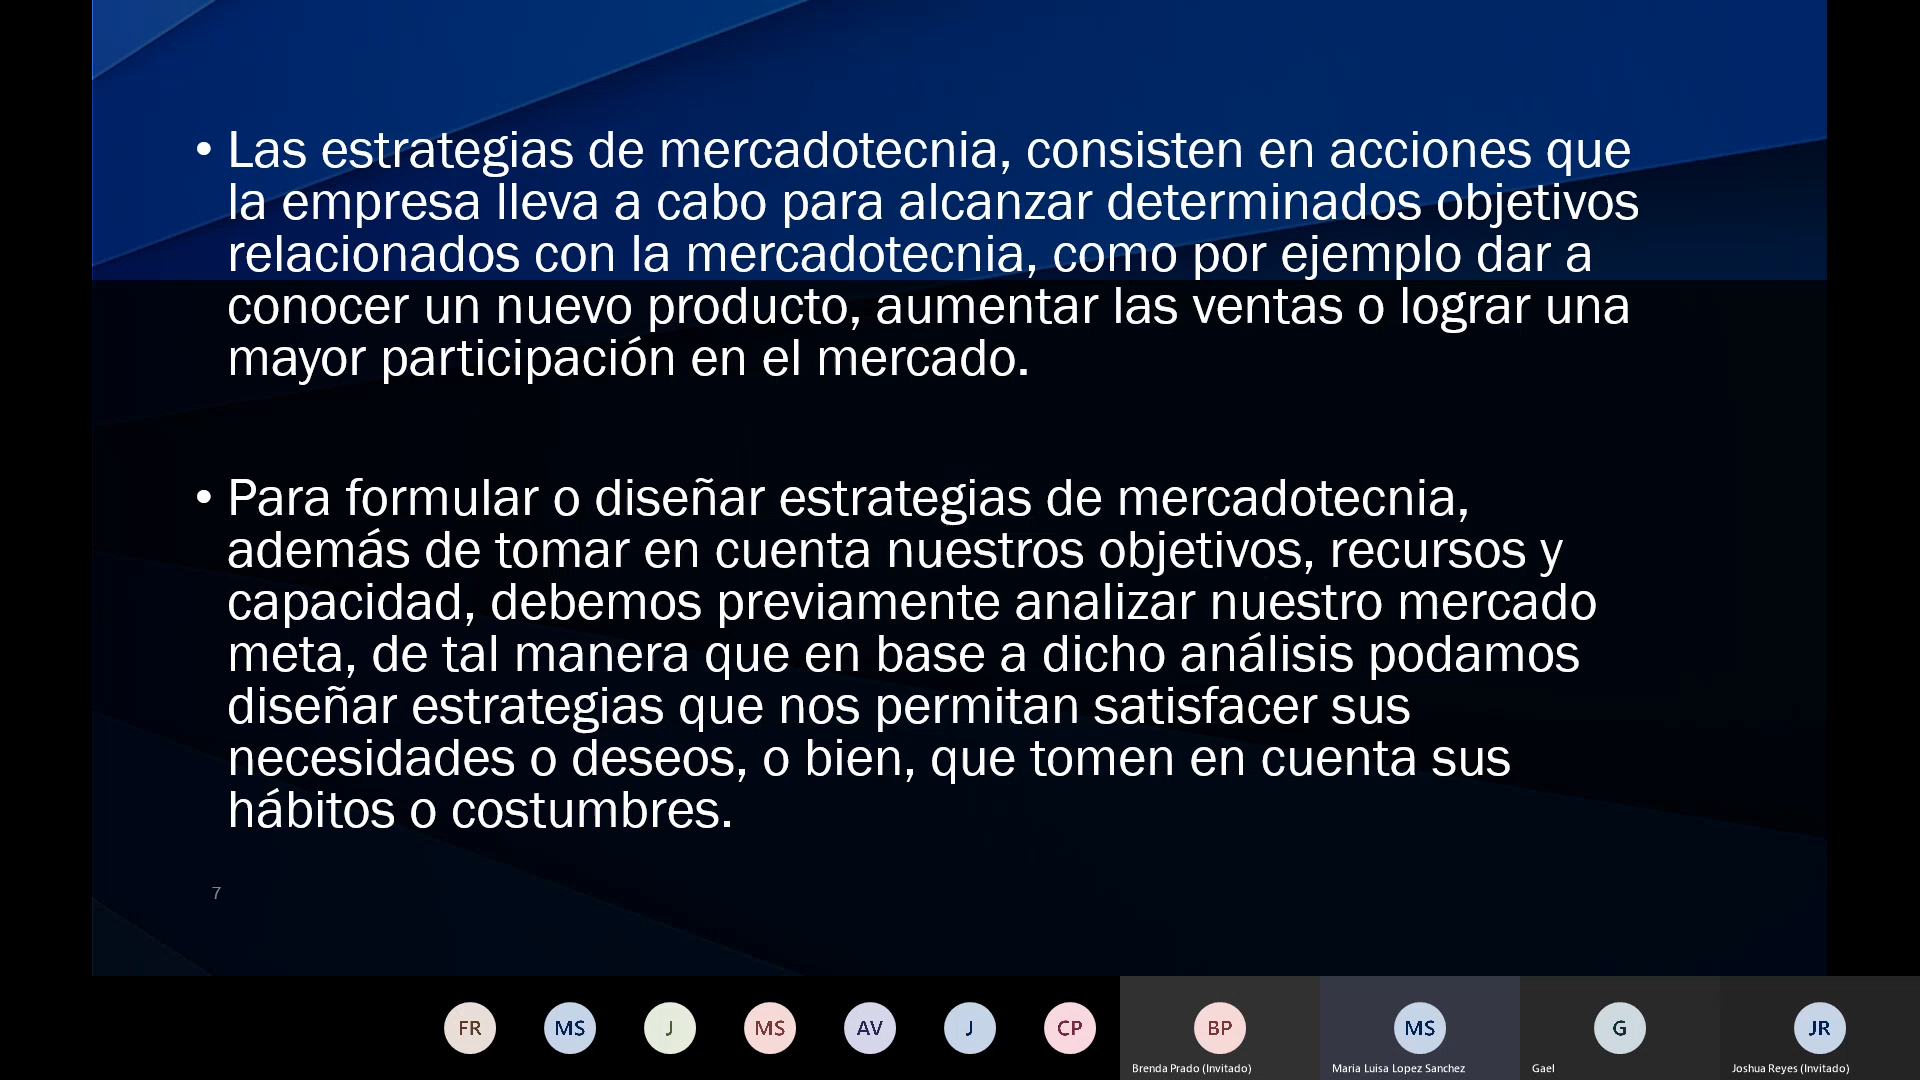 • Las estrategias de mercadotecnia, consisten en acciones que
la empresa lleva a cabo para alcanzar determinados objetivos
relacionados con la mercadotecnia, como por ejemplo dar a
conocer un nuevo producto, aumentar las ventas o lograr una
mayor participación en el mercado.
• Para formular o diseñar estrategias de mercadotecnia,
además de tomar en cuenta nuestros objetivos, recursos y
capacidad, debemos previamente analizar nuestro mercado
meta, de tal manera que en base a dicho análisis podamos
diseñar estrategias que nos permitan satisfacer sus
necesidades o deseos, o bien, que tomen en cuenta sus
hábitos o costumbres.
7
FR MS J MS AV J CP BP MS G JR
Brenda Prado (Invitado) Maria Luisa Lopez Sanchez Gael Joshua Reyes (Invitado)